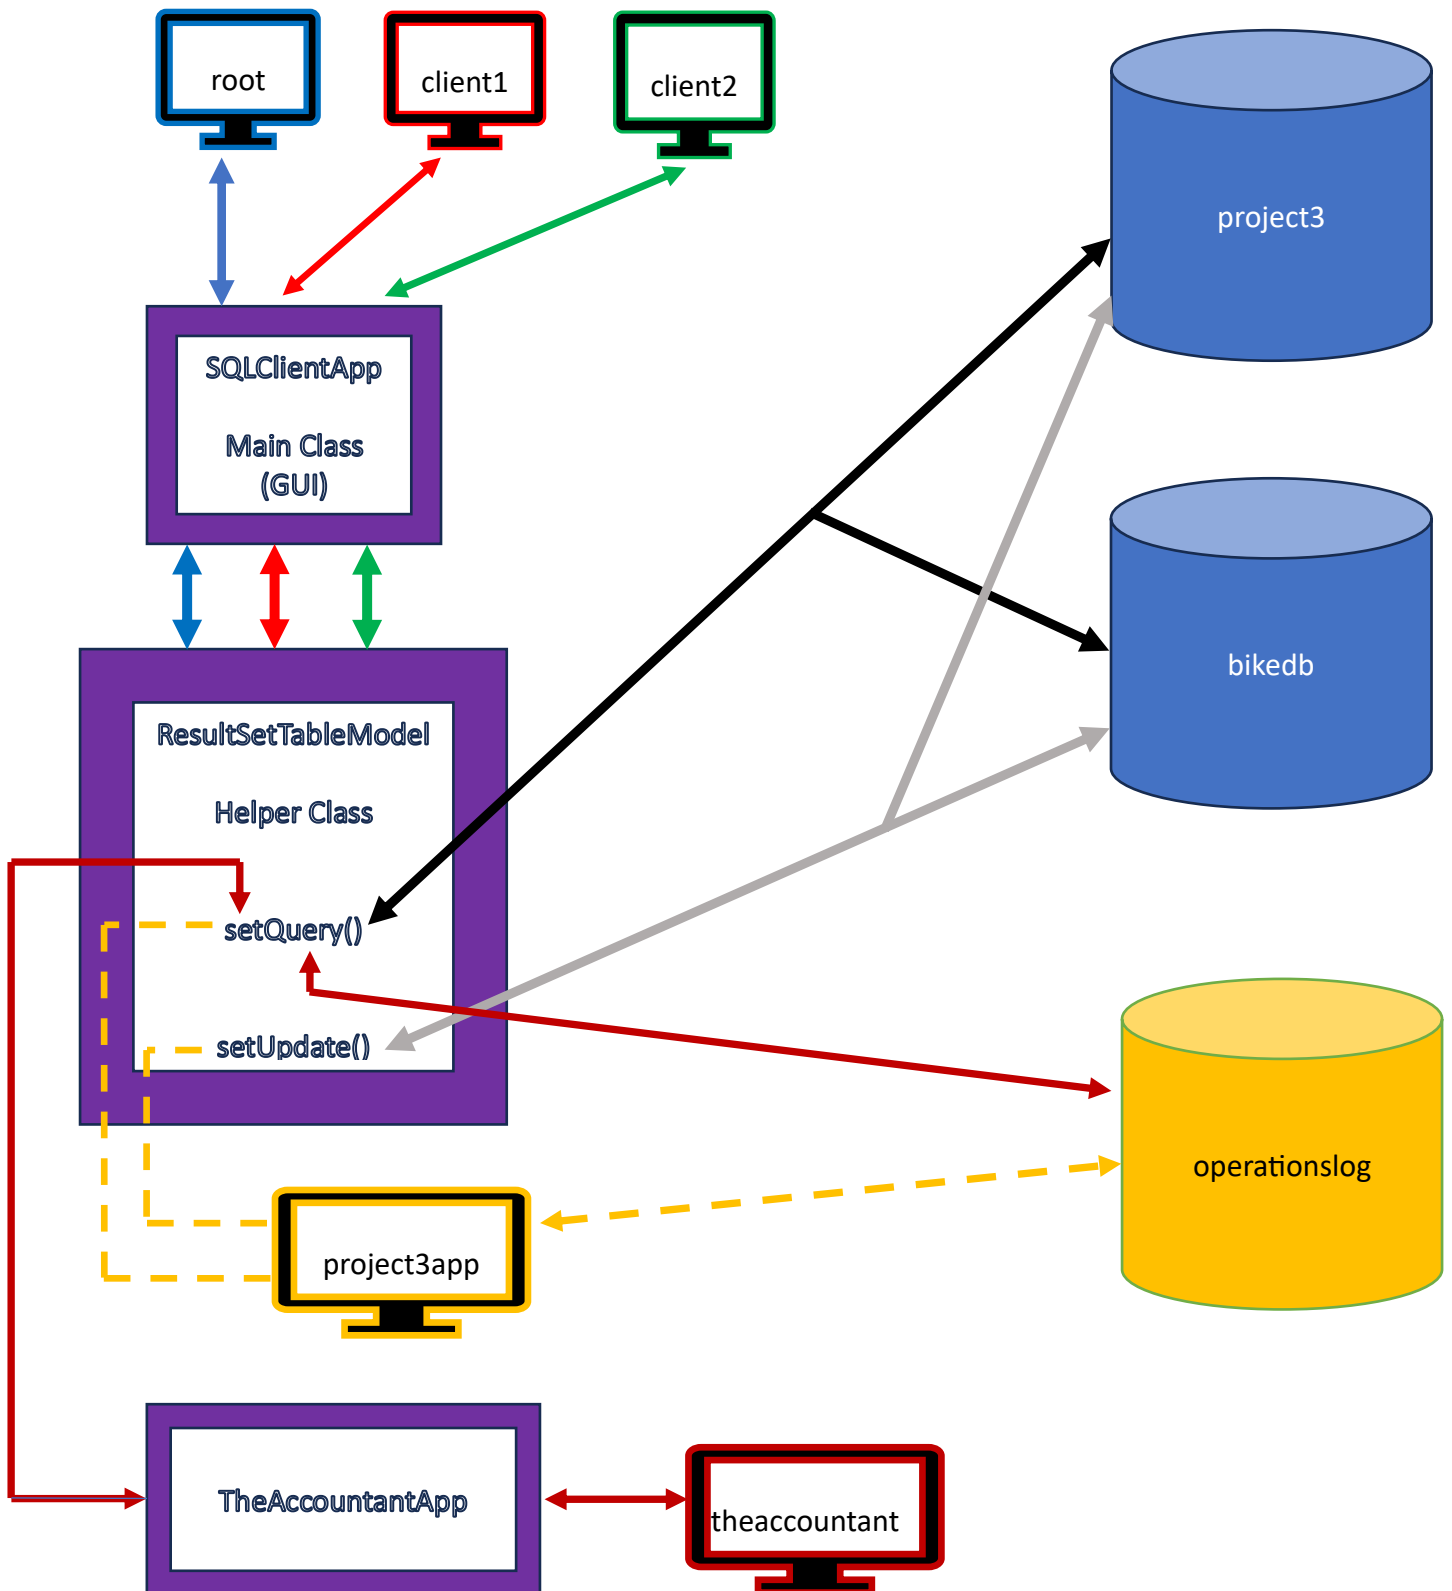 root
client1
client2
project3
SQLClientApp
Main Class
(GUI)
bikedb
ResultSetTableModel
Helper Class
setQuery()
setUpdate()
operationslog
project3app
TheAccountantApp
theaccountant